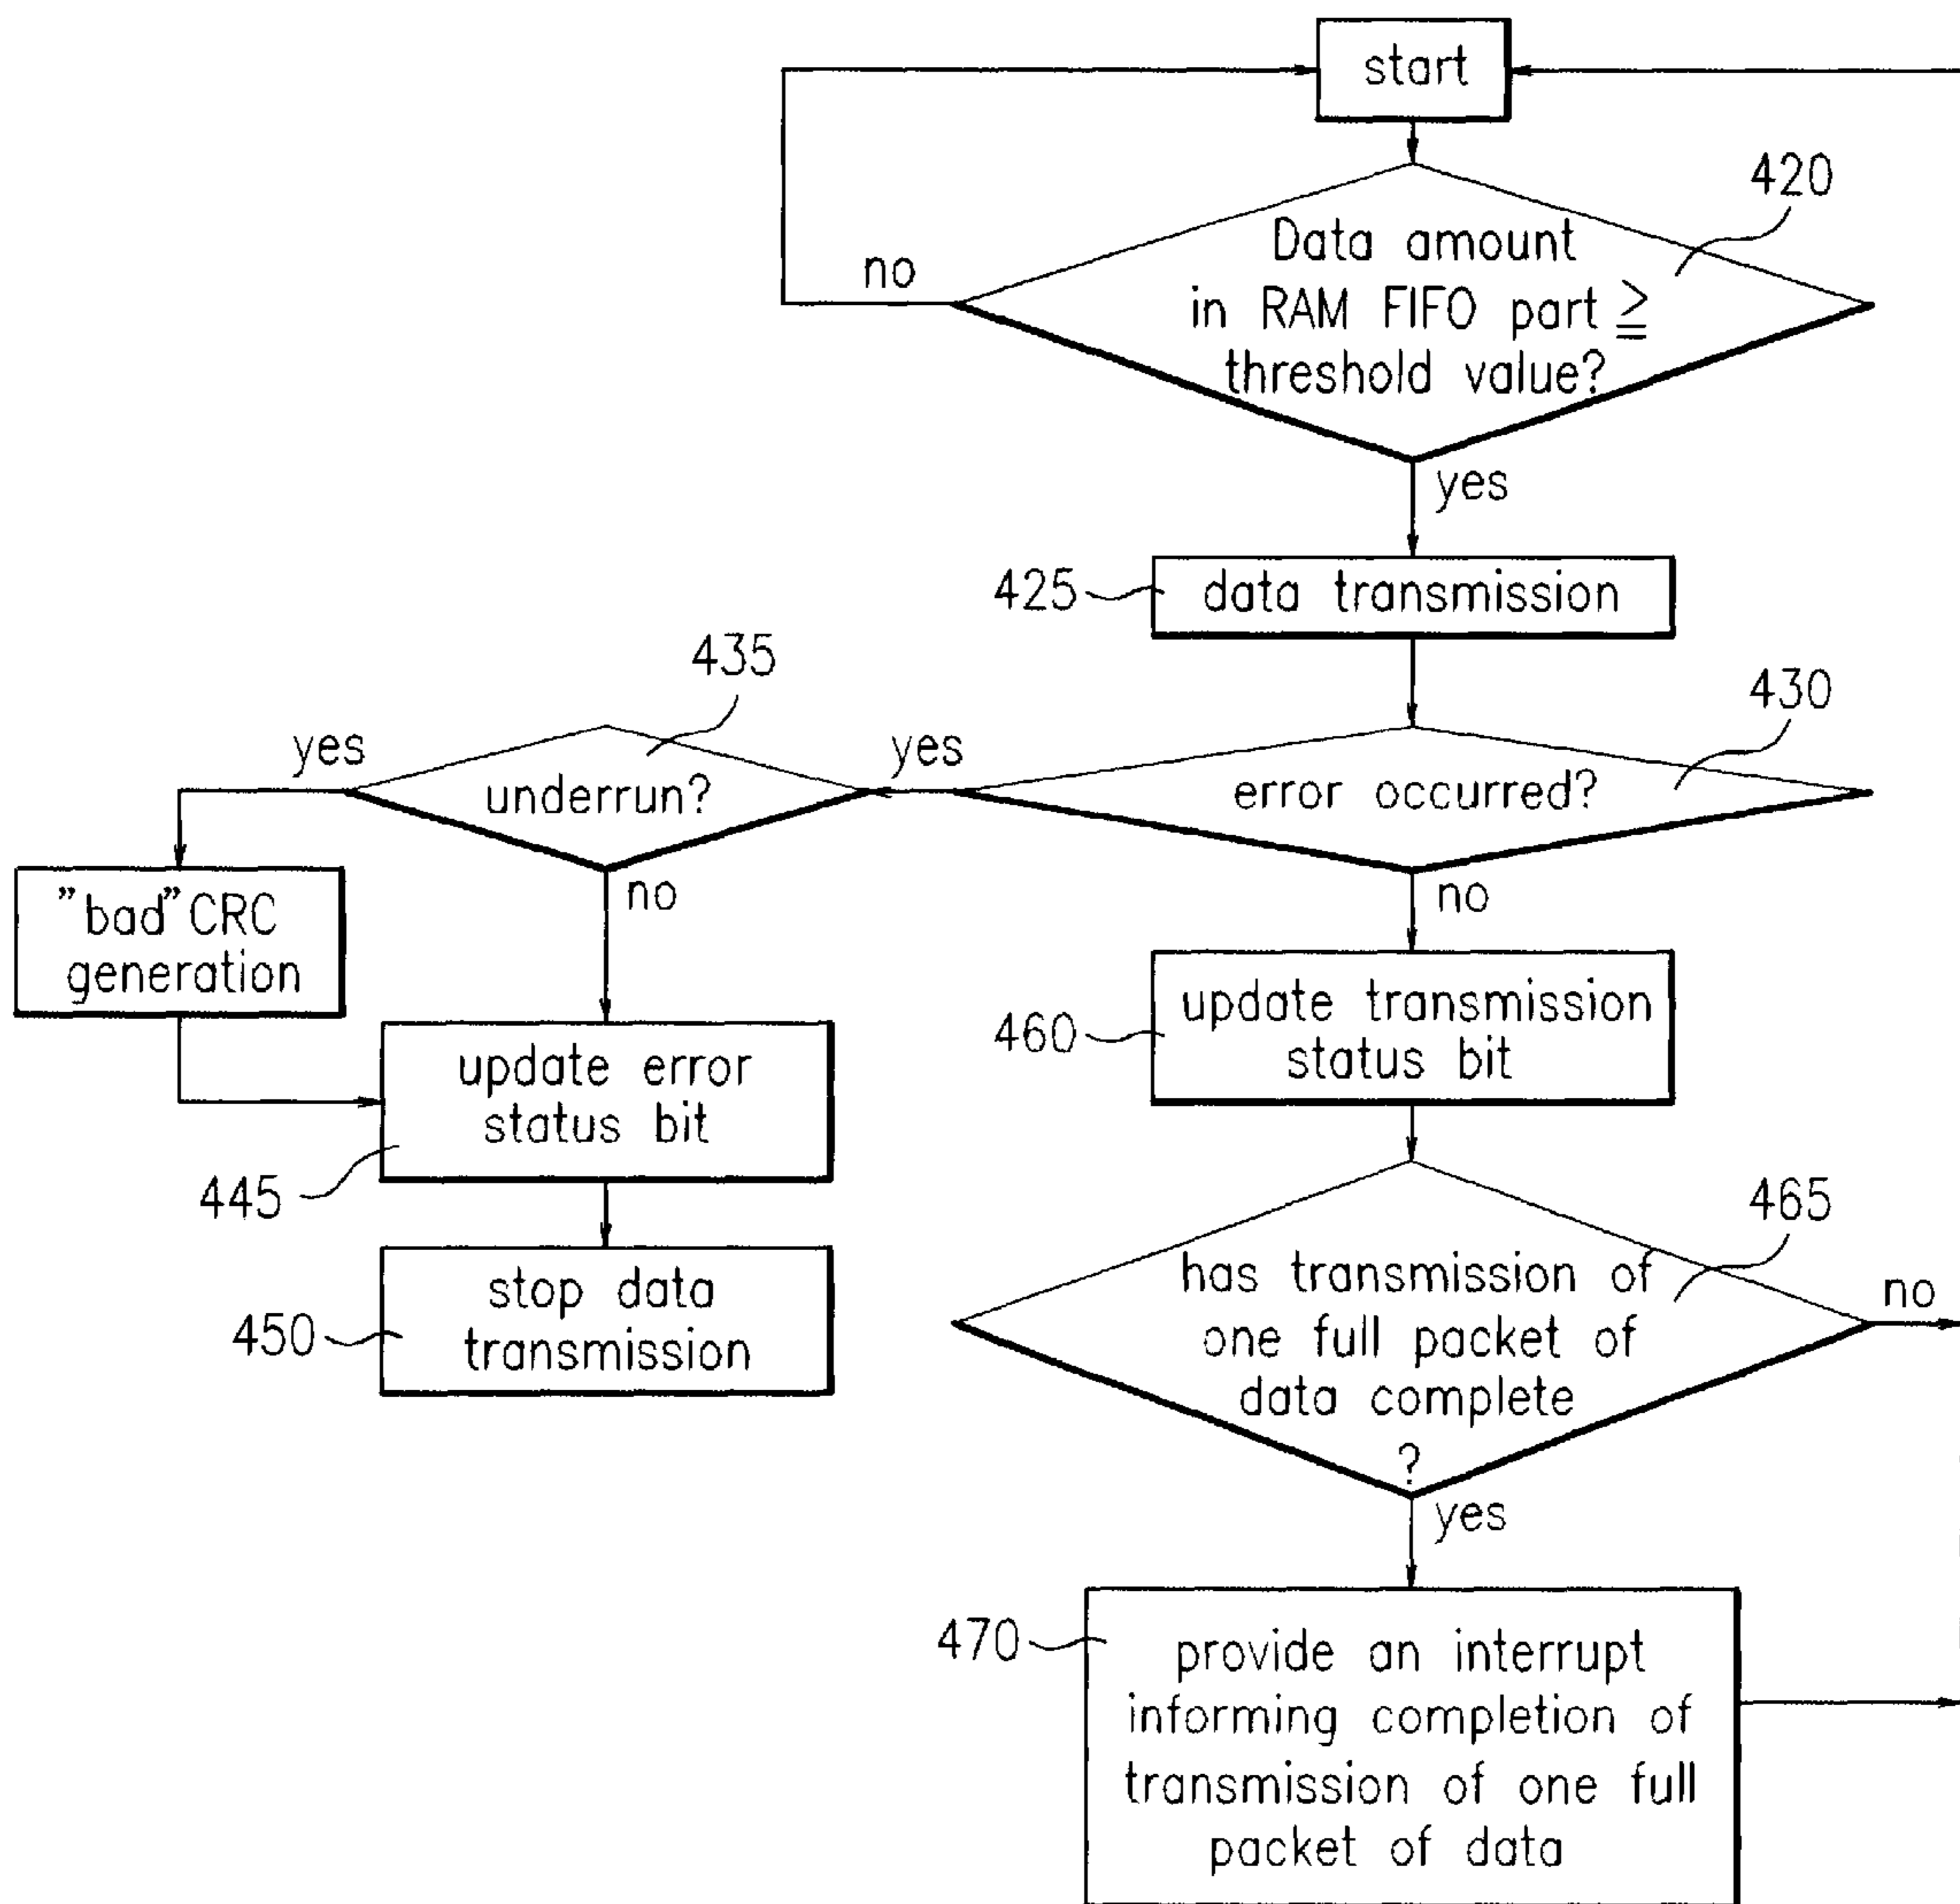 start
420
Data amount
in RAM FIFO part ≧
threshold value?
no
yes
425
data transmission
435
430
yes
underrun?
yes
error occurred?
no
no
"bad" CRC
generation
460
update transmission
status bit
445
update error
status bit
450
stop data
transmission
465
has transmission of
one full packet of
data complete
?
no
yes
470
provide an interrupt
informing completion of
transmission of one full
packet of data